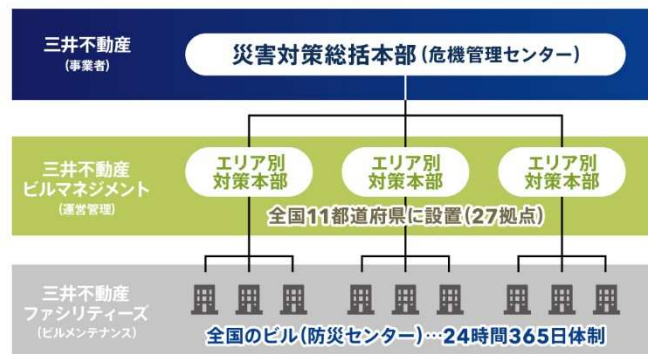 三井不動産
(事業者)
災害対策総括本部(危機管理センター)
三井不動産
ビルマネジメント
(運営管理)
エリア別
対策本部
エリア別
対策本部
エリア別
対策本部
全国11都道府県に設置(27拠点)
三井不動産
ファシリティーズ
(ビルメンテナンス)
全国のビル(防災センター)…24時間365日体制